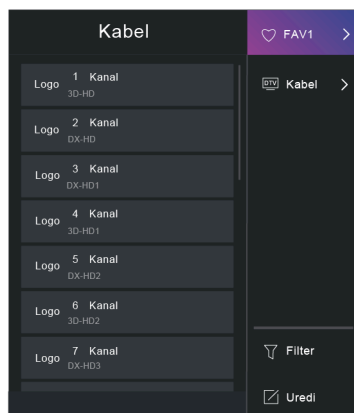 Kabel
Logo 1 Kanal
3D-HD
Logo 2 Kanal
DX-HD
Logo 3 Kanal
DX-HD1
Logo 4 Kanal
3D-HD1
Logo 5 Kanal
DX-HD2
Logo 6 Kanal
3D-HD2
Logo 7 Kanal
DX-HD3
FAV1
DTV Kabel
Filter
Uredi